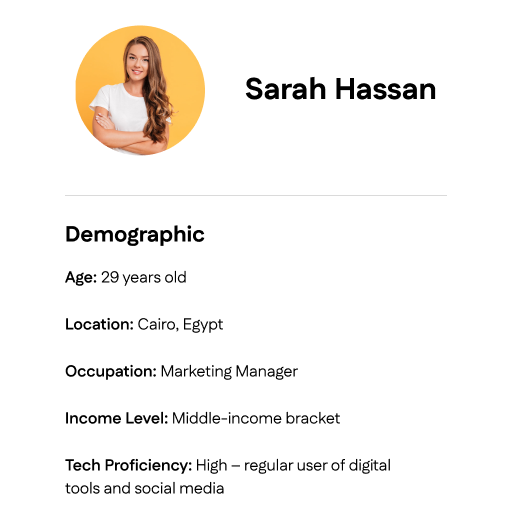 Sarah Hassan
Demographic
Age: 29 years old
Location: Cairo, Egypt
Occupation: Marketing Manager
Income Level: Middle-income bracket
Tech Proficiency: High – regular user of digital
tools and social media